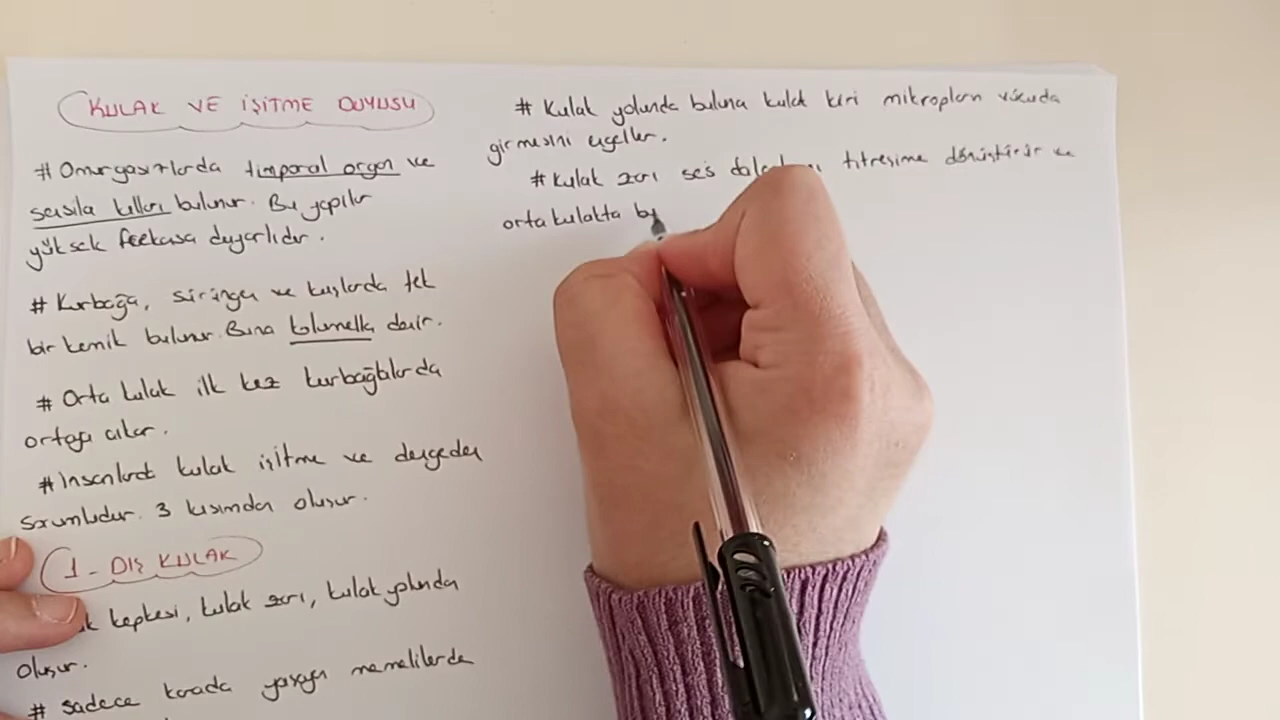 KULAK VE İŞİTME DUYUSU
# Omurgasızlarda timpanal organ ve
sensila kılları bulunur. Bu yapılar
yüksek frekansa duyarlıdır.
# Kurbağa, sürüngen ve kuşlarda tek
bir kemik bulunur. Buna kolumella denir.
# Orta kulak ilk kez kurbağalarda
ortaya çıkar.
# İnsanlarda kulak işitme ve dengeden
sorumludur. 3 kısımdan oluşur.
1- DIŞ KULAK
kepçesi, kulak zarı, kulak yolundan
oluşur.
# Sadece karada yaşayan memelilerde
# Kulak yolunda buluna kulak kiri mikropların vücuda
girmesini engeller.
# Kulak zarı ses titreşime dönüştürür ve
orta kulakta